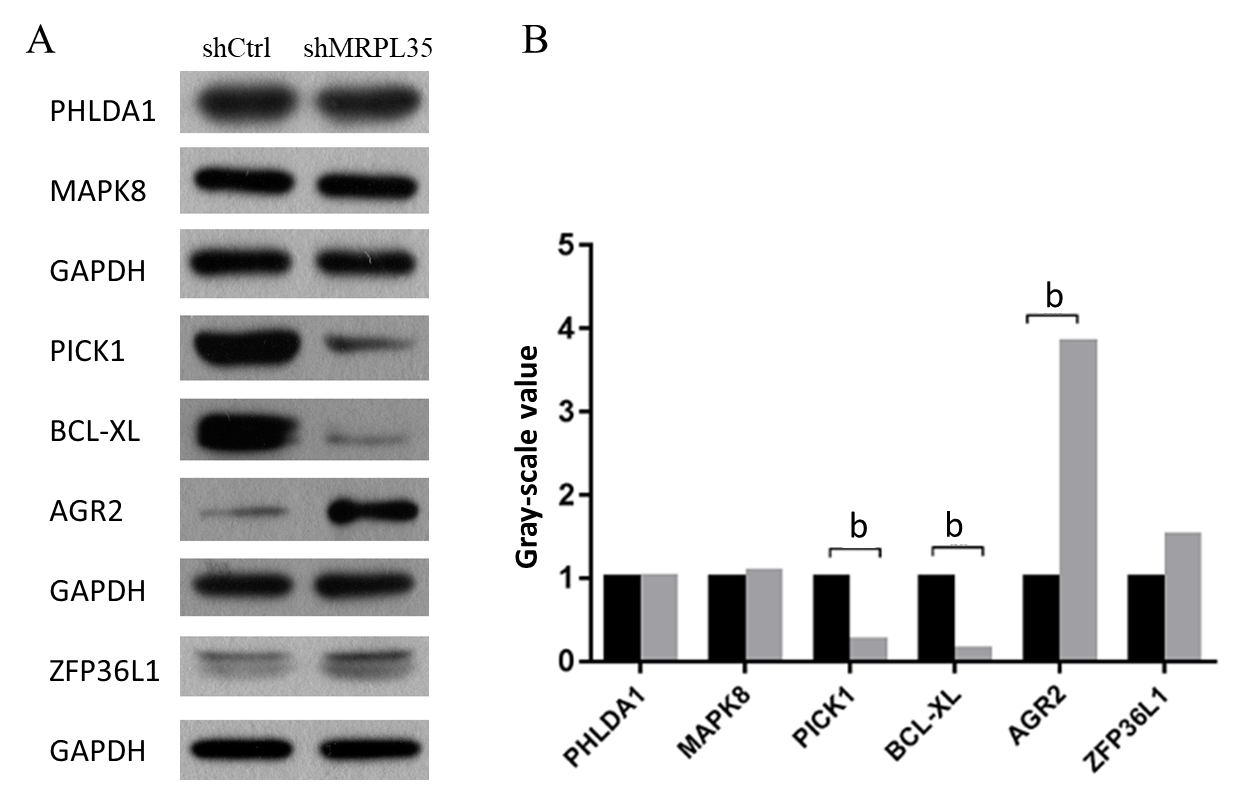 A
shCtrl shMRPL35
PHLDA1
MAPK8
GAPDH
PICK1
BCL-XL
AGR2
GAPDH
ZFP36L1
GAPDH
B
Gray-scale value
5
4
3
2
1
0
b
b
b
PHLDA1
MAPK8
PICK1
BCL-XL
AGR2
ZFP36L1